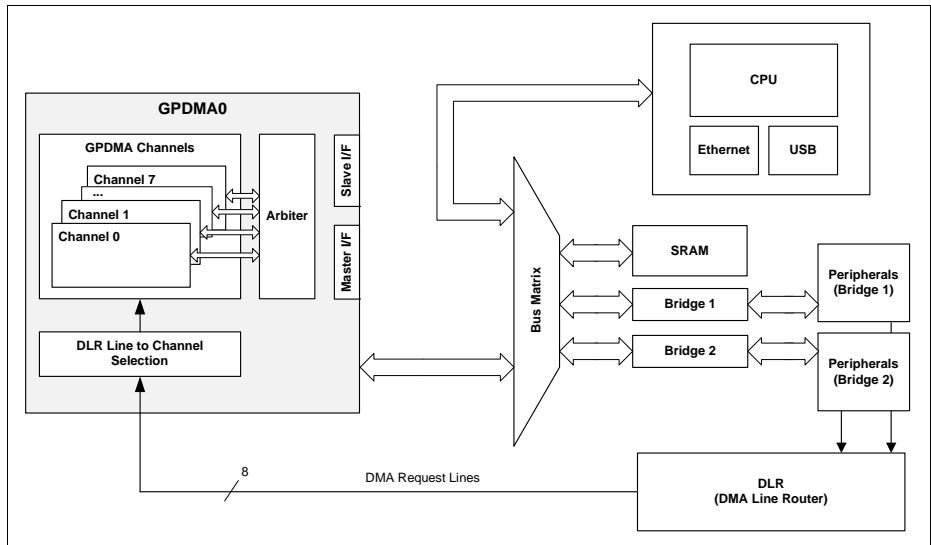 GPDMA0
GPDMA Channels
Channel 7
...
Channel 1
Channel 0
Arbiter
Slave I/F
Master I/F
DLR Line to Channel
Selection
Bus Matrix
CPU
Ethernet
USB
SRAM
Bridge 1
Bridge 2
Peripherals
(Bridge 1)
Peripherals
(Bridge 2)
8
DMA Request Lines
DLR
(DMA Line Router)